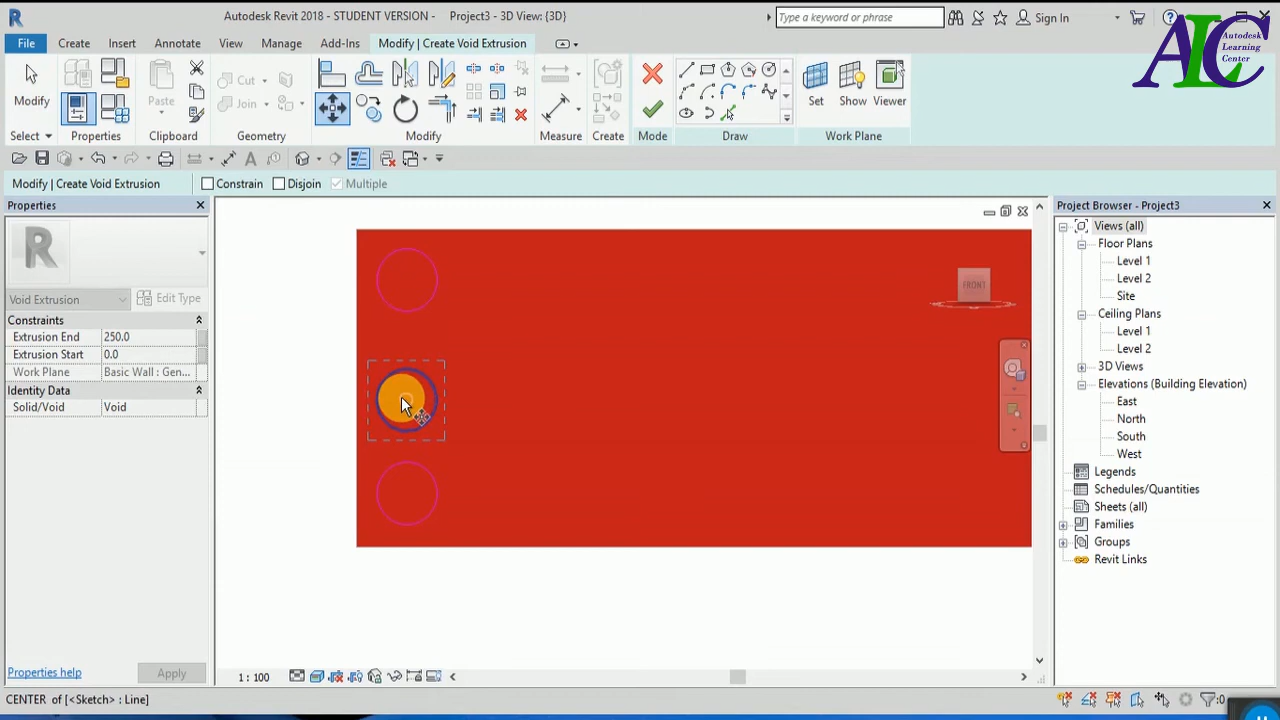 Autodesk Revit 2018 - STUDENT VERSION - Project3 - 3D View: {3D}
Type a keyword or phrase
Sign In
ALC
Autodesk
Learning
Center
File Create Insert Annotate View Manage Add-Ins Modify | Create Void Extrusion
Cut
Join
Modify Paste Set Show Viewer
Select Properties Clipboard Geometry Modify Measure Create Mode Draw Work Plane
Modify | Create Void Extrusion Constrain Disjoin Multiple
Properties
Void Extrusion Edit Type
Constraints
Extrusion End 250.0
Extrusion Start 0.0
Work Plane Basic Wall : Gen...
Identity Data
Solid/Void Void
Properties help Apply
FRONT
Project Browser - Project3
Views (all)
Floor Plans
Level 1
Level 2
Site
Ceiling Plans
Level 1
Level 2
3D Views
Elevations (Building Elevation)
East
North
South
West
Legends
Schedules/Quantities
Sheets (all)
Families
Groups
Revit Links
1 : 100
CENTER of [<Sketch> : Line]
:0